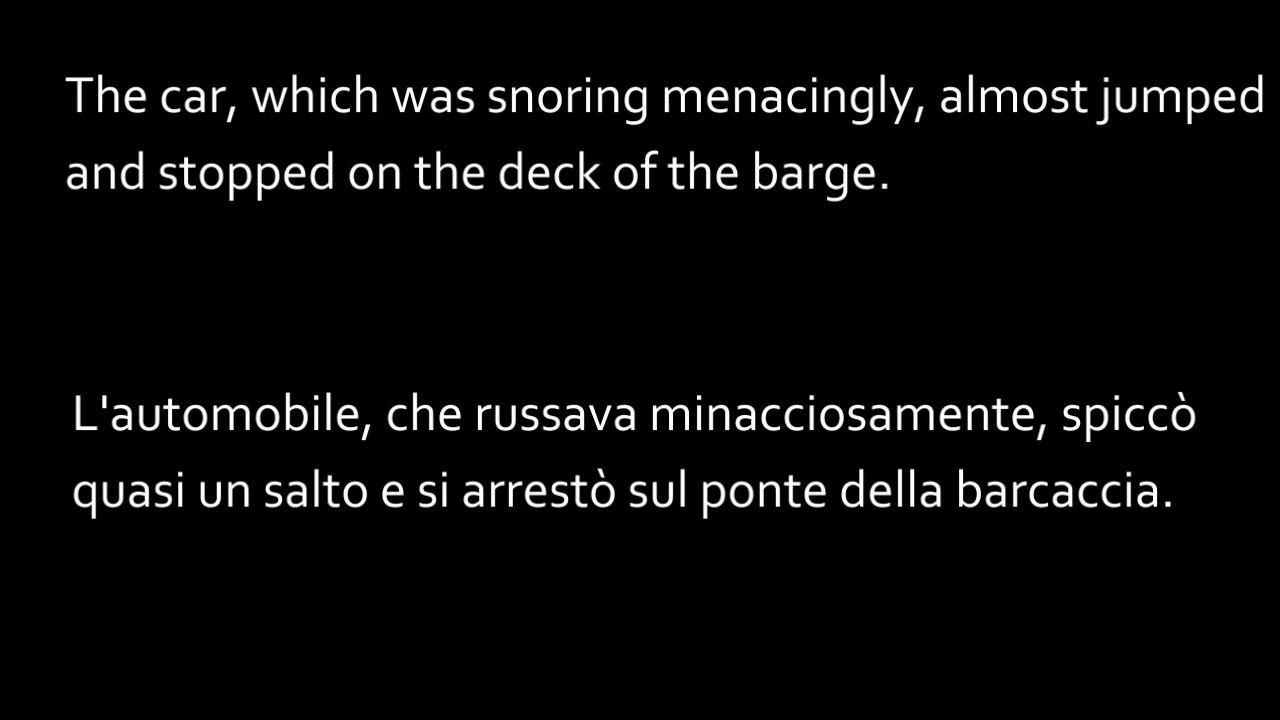 The car, which was snoring menacingly, almost jumped
and stopped on the deck of the barge.
L'automobile, che russava minacciosamente, spiccò
quasi un salto e si arrestò sul ponte della barcaccia.